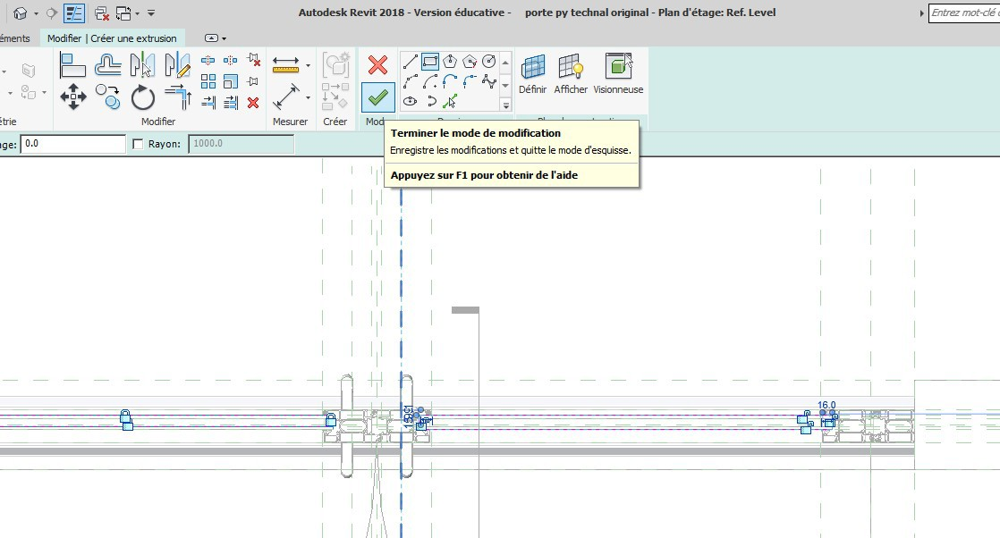 Autodesk Revit 2018 - Version éducative - porte py technal original - Plan d'étage: Ref. Level
Entrez mot-clé
éments
Modifier | Créer une extrusion
Définir
Afficher
Visionneuse
Modifier
Mesurer
Créer
Mod
age:
0.0
Rayon:
1000.0
Terminer le mode de modification
Enregistre les modifications et quitte le mode d'esquisse.
Appuyez sur F1 pour obtenir de l'aide
16.0